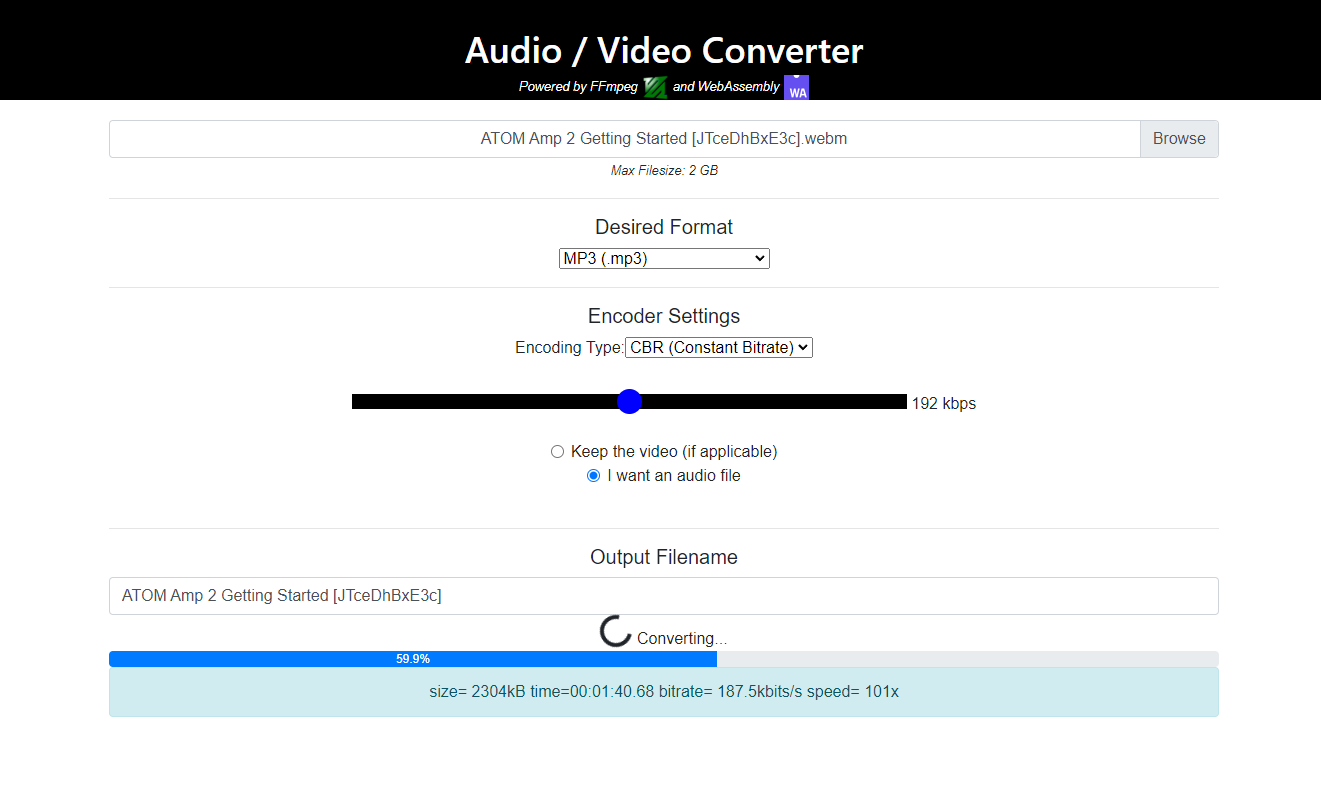 Audio / Video Converter
Powered by FFmpeg and WebAssembly WA
ATOM Amp 2 Getting Started [JTceDhBxE3c].webm Browse
Max Filesize: 2 GB
Desired Format
MP3 (.mp3)
Encoder Settings
Encoding Type: CBR (Constant Bitrate)
192 kbps
Keep the video (if applicable)
I want an audio file
Output Filename
ATOM Amp 2 Getting Started [JTceDhBxE3c]
Converting...
59.9%
size= 2304kB time=00:01:40.68 bitrate= 187.5kbits/s speed= 101x